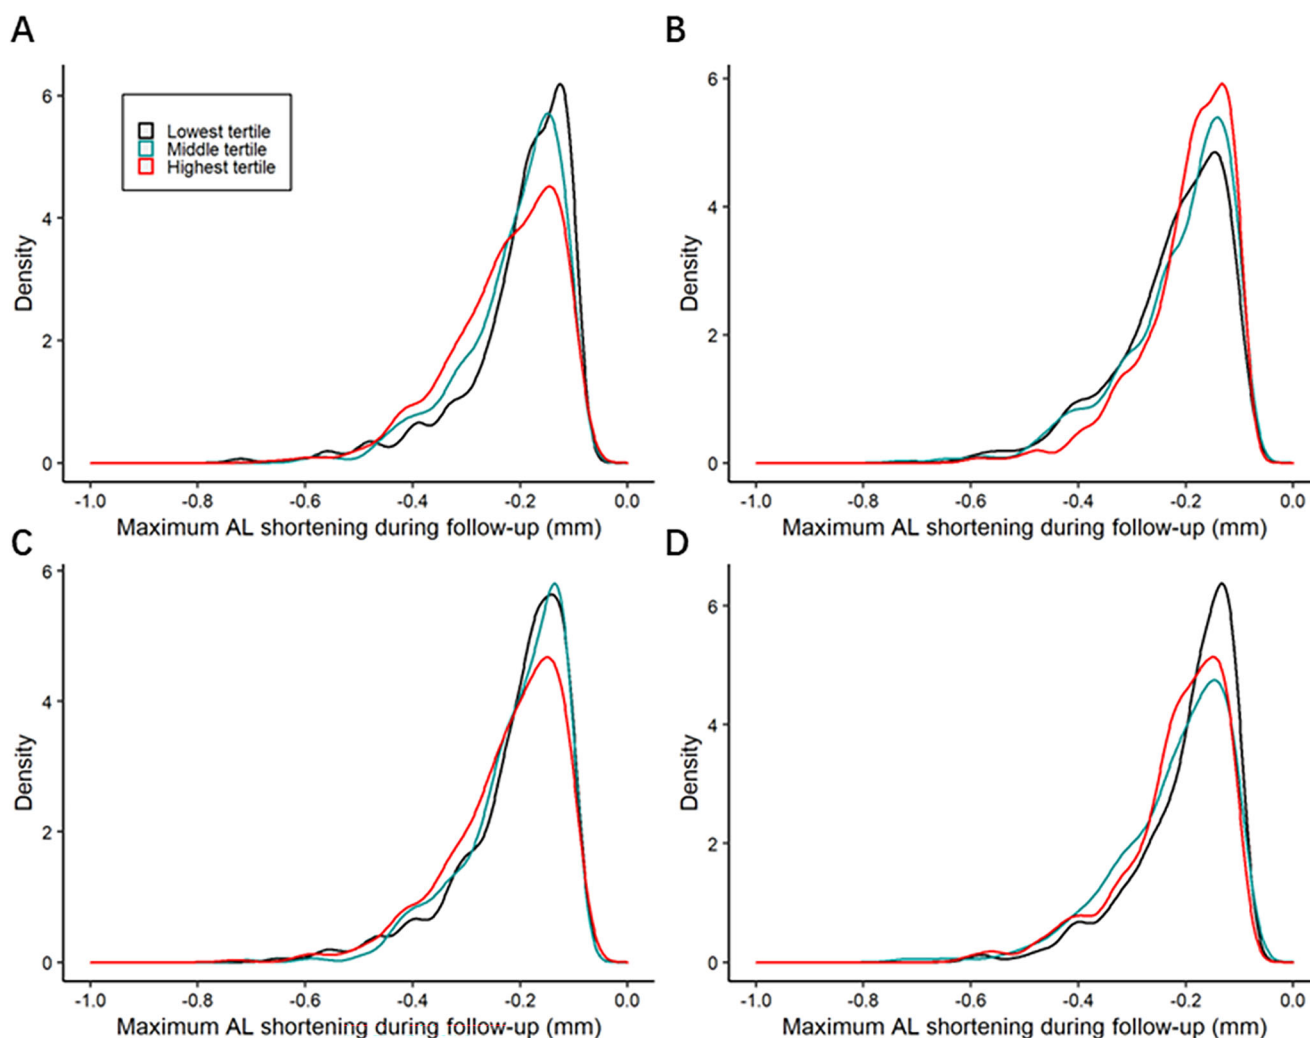 A
B
Lowest tertile
Middle tertile
Highest tertile
Density
6
4
2
0
-1.0 -0.8 -0.6 -0.4 -0.2 0.0
Maximum AL shortening during follow-up (mm)
Density
6
4
2
0
-1.0 -0.8 -0.6 -0.4 -0.2 0.0
Maximum AL shortening during follow-up (mm)
C
D
Density
6
4
2
0
-1.0 -0.8 -0.6 -0.4 -0.2 0.0
Maximum AL shortening during follow-up (mm)
Density
6
4
2
0
-1.0 -0.8 -0.6 -0.4 -0.2 0.0
Maximum AL shortening during follow-up (mm)